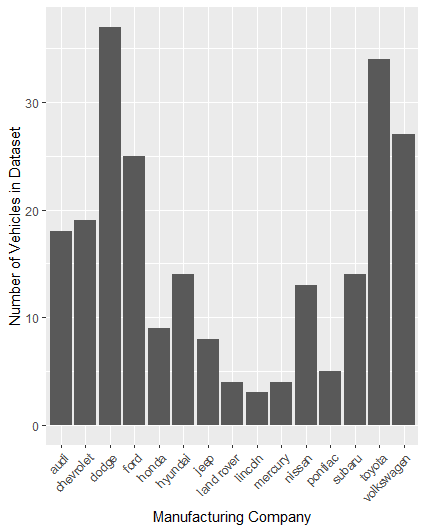 Number of Vehicles in Dataset
30
20
10
0
audi
chevrolet
dodge
ford
honda
hyundai
jeep
land rover
lincoln
mercury
nissan
pontiac
subaru
toyota
volkswagen
Manufacturing Company